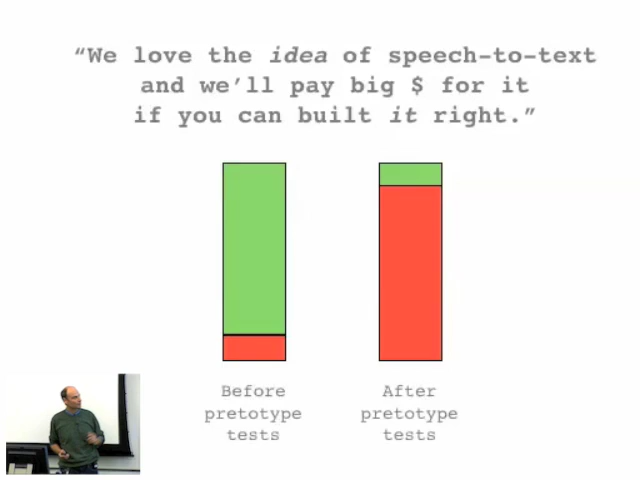 “We love the idea of speech-to-text
and we’ll pay big $ for it
if you can built it right.”
Before
pretotype
tests
After
pretotype
tests